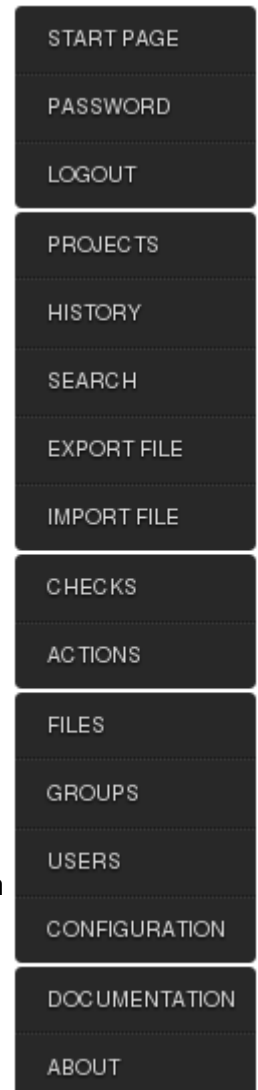 START PAGE
PASSWORD
LOGOUT
PROJECTS
HISTORY
SEARCH
EXPORT FILE
IMPORT FILE
CHECKS
ACTIONS
FILES
GROUPS
USERS
CONFIGURATION
DOCUMENTATION
ABOUT